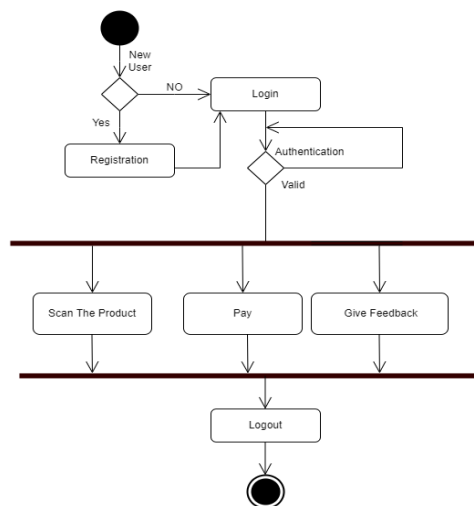 New
User
NO
Login
Yes
Registration
Authentication
Valid
Scan The Product
Pay
Give Feedback
Logout